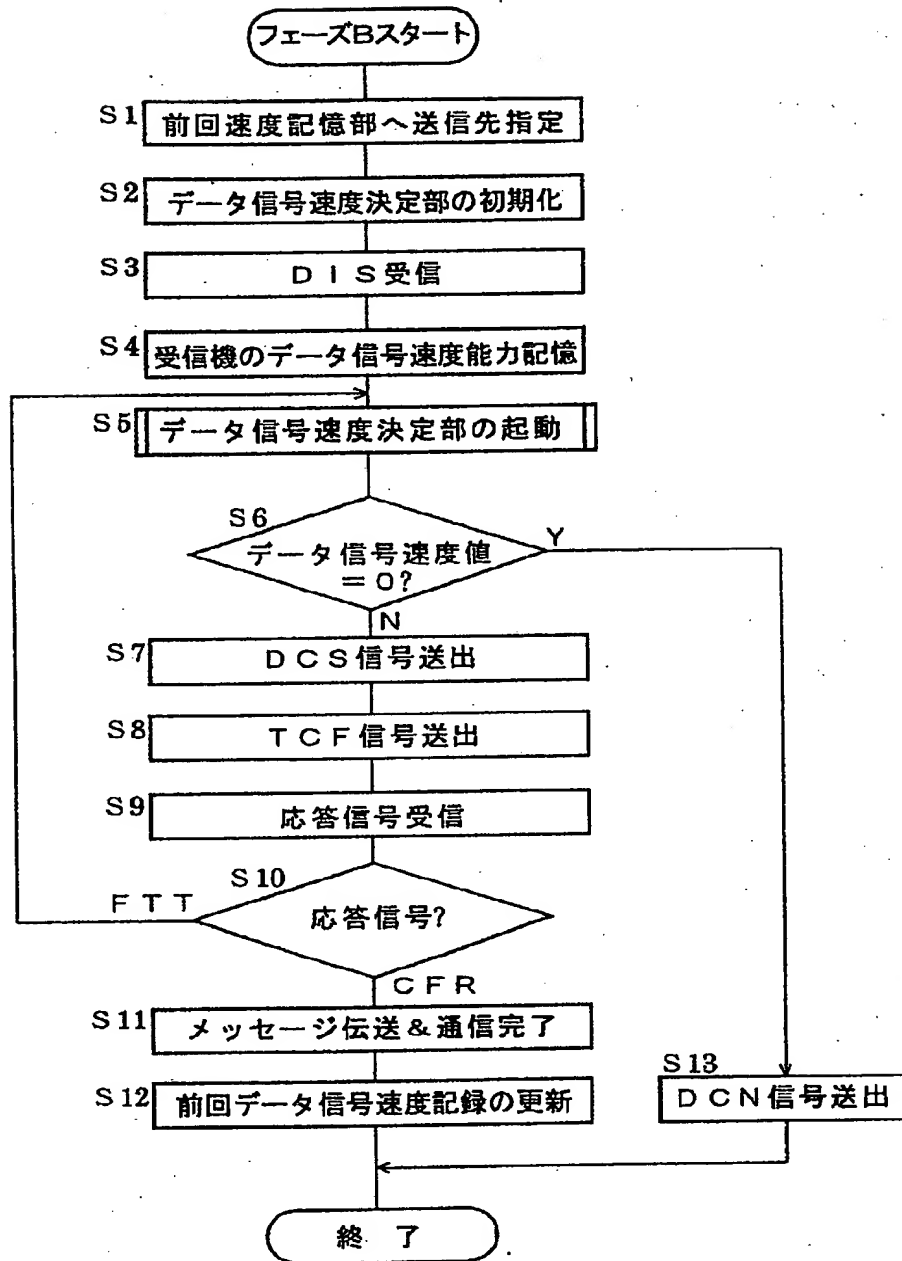 フェーズBスタート
S1
前回速度記憶部へ送信先指定
S2
データ信号速度決定部の初期化
S3
DIS受信
S4
受信機のデータ信号速度能力記憶
S5
データ信号速度決定部の起動
S6
データ信号速度値
=0?
Y
N
S7
DCS信号送出
S8
TCF信号送出
S9
応答信号受信
S10
応答信号?
FTT
CFR
S11
メッセージ伝送&通信完了
S12
前回データ信号速度記録の更新
S13
DCN信号送出
終了